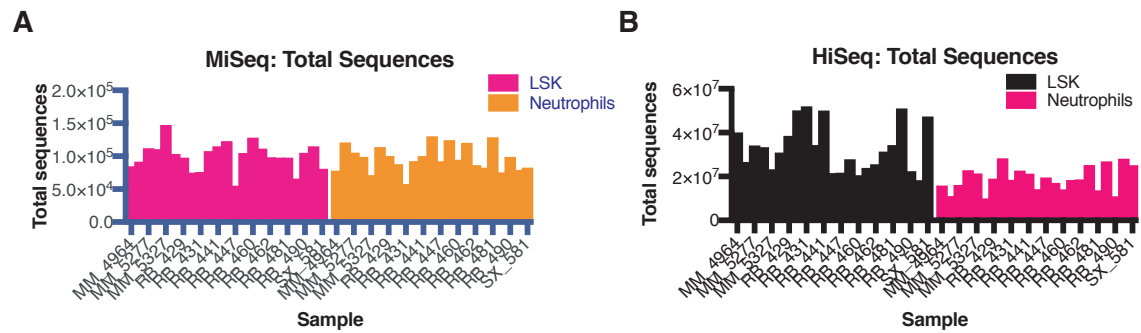 A
MiSeq: Total Sequences
LSK
Neutrophils
Total sequences
2.0×10⁵
1.5×10⁵
1.0×10⁵
5.0×10⁴
0.0
MM_4964
MM_5277
MM_5327
RB_429
RB_231
RB_441
RB_447
RB_460
RB_462
RB_481
RB_490
SX_581
MM_4964
MM_5277
MM_5327
RB_429
RB_231
RB_441
RB_447
RB_460
RB_462
RB_481
RB_490
SX_581
Sample
B
HiSeq: Total Sequences
LSK
Neutrophils
Total sequences
6×10⁷
4×10⁷
2×10⁷
0
MM_4964
MM_5277
MM_5327
RB_429
RB_231
RB_441
RB_447
RB_460
RB_462
RB_481
RB_490
SX_581
MM_4964
MM_5277
MM_5327
RB_429
RB_231
RB_441
RB_447
RB_460
RB_462
RB_481
RB_490
SX_581
Sample